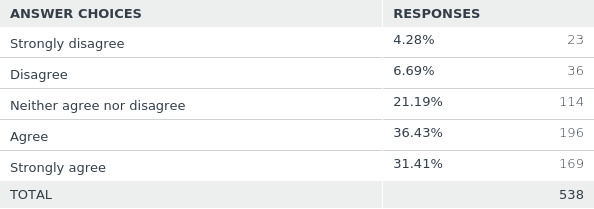 ANSWER CHOICES RESPONSES
Strongly disagree 4.28% 23
Disagree 6.69% 36
Neither agree nor disagree 21.19% 114
Agree 36.43% 196
Strongly agree 31.41% 169
TOTAL 538